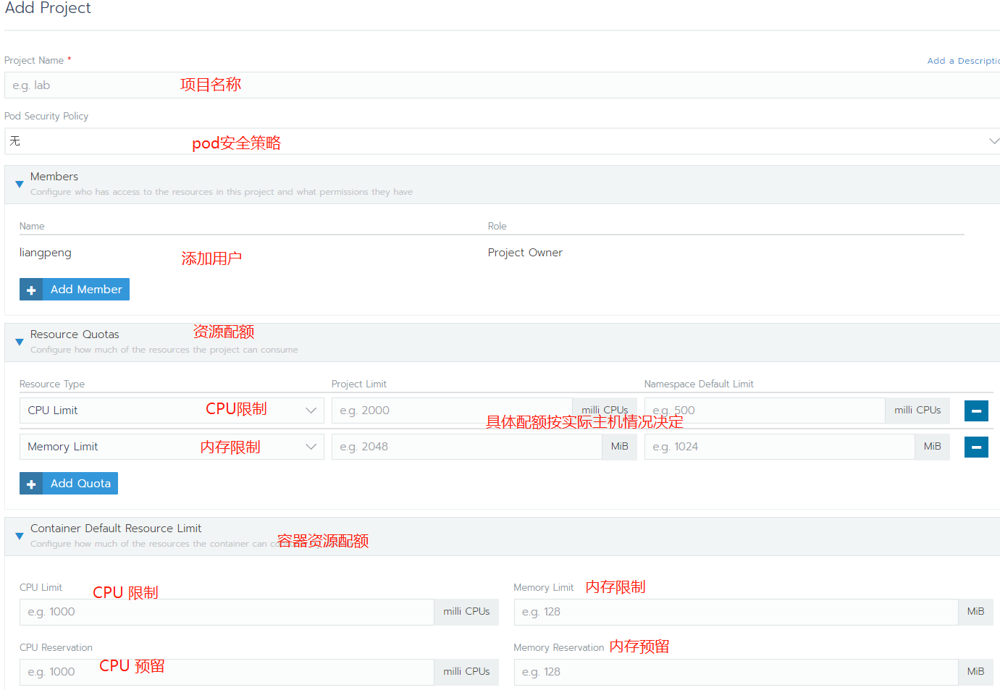 Add Project
Project Name *
Add a Descriptio
e.g. lab
项目名称
Pod Security Policy
无
pod安全策略
Members
Configure who has access to the resources in this project and what permissions they have
Name Role
liangpeng Project Owner
添加用户
Add Member
Resource Quotas
资源配额
Configure how much of the resources the project can consume
Resource Type Project Limit Namespace Default Limit
CPU Limit CPU限制 e.g. 2000 milli CPUs e.g. 500 milli CPUs
具体配额按实际主机情况决定
Memory Limit 内存限制 e.g. 2048 MiB e.g. 1024 MiB
Add Quota
Container Default Resource Limit
Configure how much of the resources the container can
容器资源配额
CPU Limit CPU 限制 Memory Limit 内存限制
e.g. 1000 milli CPUs e.g. 128 MiB
CPU Reservation Memory Reservation 内存预留
CPU 预留
e.g. 1000 milli CPUs e.g. 128 MiB